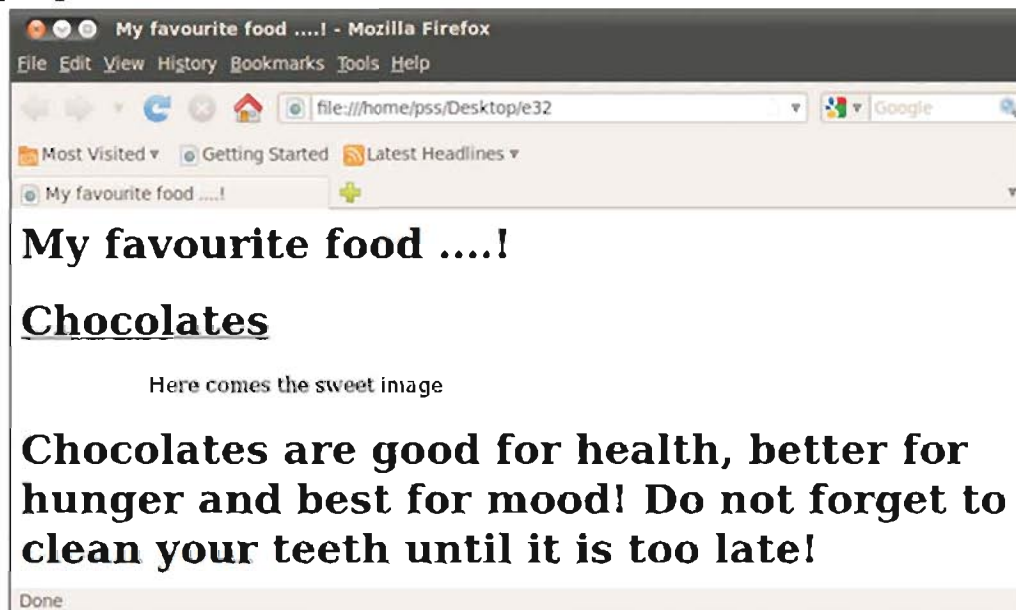 My favourite food ....! - Mozilla Firefox
File Edit View History Bookmarks Tools Help
file:///home/pss/Desktop/e32 Google
Most Visited Getting Started Latest Headlines
My favourite food ....!
My favourite food ....!
Chocolates
Here comes the sweet image
Chocolates are good for health, better for
hunger and best for mood! Do not forget to
clean your teeth until it is too late!
Done